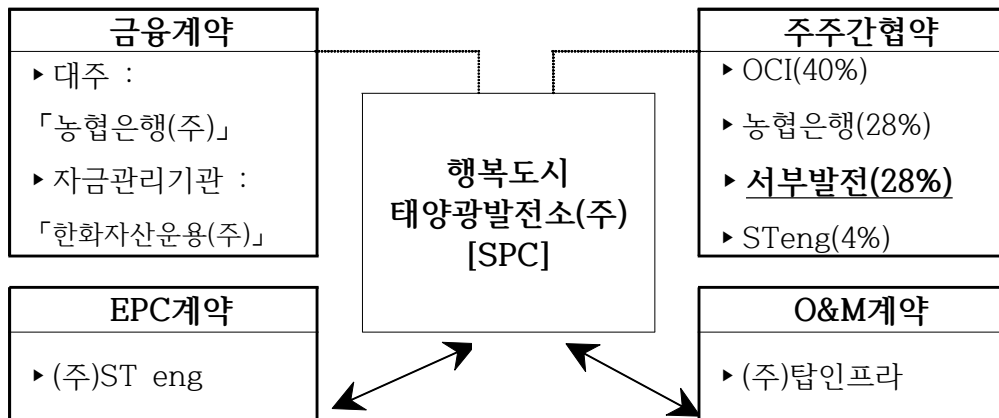 금융계약
▸ 대주 :
「농협은행(주)」
▸ 자금관리기관 :
「한화자산운용(주)」
주주간협약
▸ OCI(40%)
▸ 농협은행(28%)
▸ 서부발전(28%)
▸ STeng(4%)
행복도시
태양광발전소(주)
[SPC]
EPC계약
▸ (주)ST eng
O&M계약
▸ (주)탑인프라